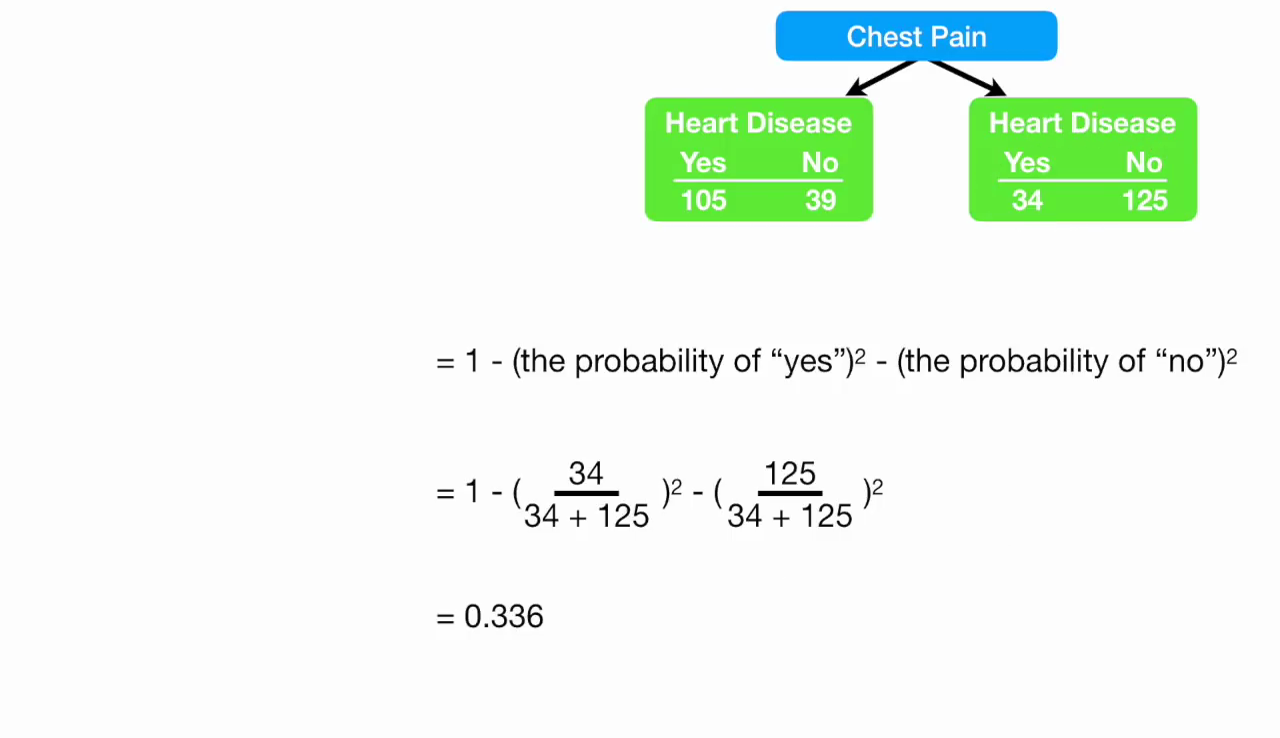 Chest Pain
Heart Disease Heart Disease
Yes No Yes No
105 39 34 125
= 1 - (the probability of “yes”)² - (the probability of “no”)²
= 1 - ( 34 / 34 + 125 )² - ( 125 / 34 + 125 )²
= 0.336